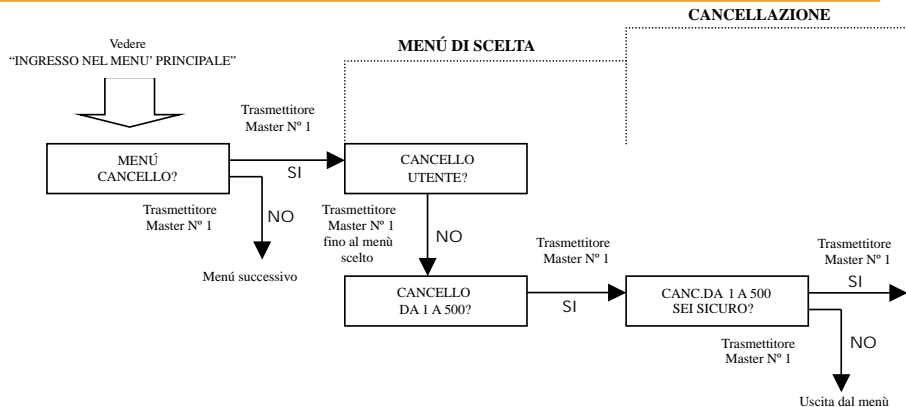 CANCELLAZIONE
MENÚ DI SCELTA
Vedere
“INGRESSO NEL MENU’ PRINCIPALE”
Trasmettitore
Master Nº 1
MENÚ
CANCELLO?
SI
CANCELLO
UTENTE?
Trasmettitore
Master Nº 1
NO
Menú successivo
Trasmettitore
Master Nº 1
fino al menù
scelto
NO
CANCELLO
DA 1 A 500?
Trasmettitore
Master Nº 1
SI
CANC.DA 1 A 500
SEI SICURO?
Trasmettitore
Master Nº 1
SI
Trasmettitore
Master Nº 1
NO
Uscita dal menù